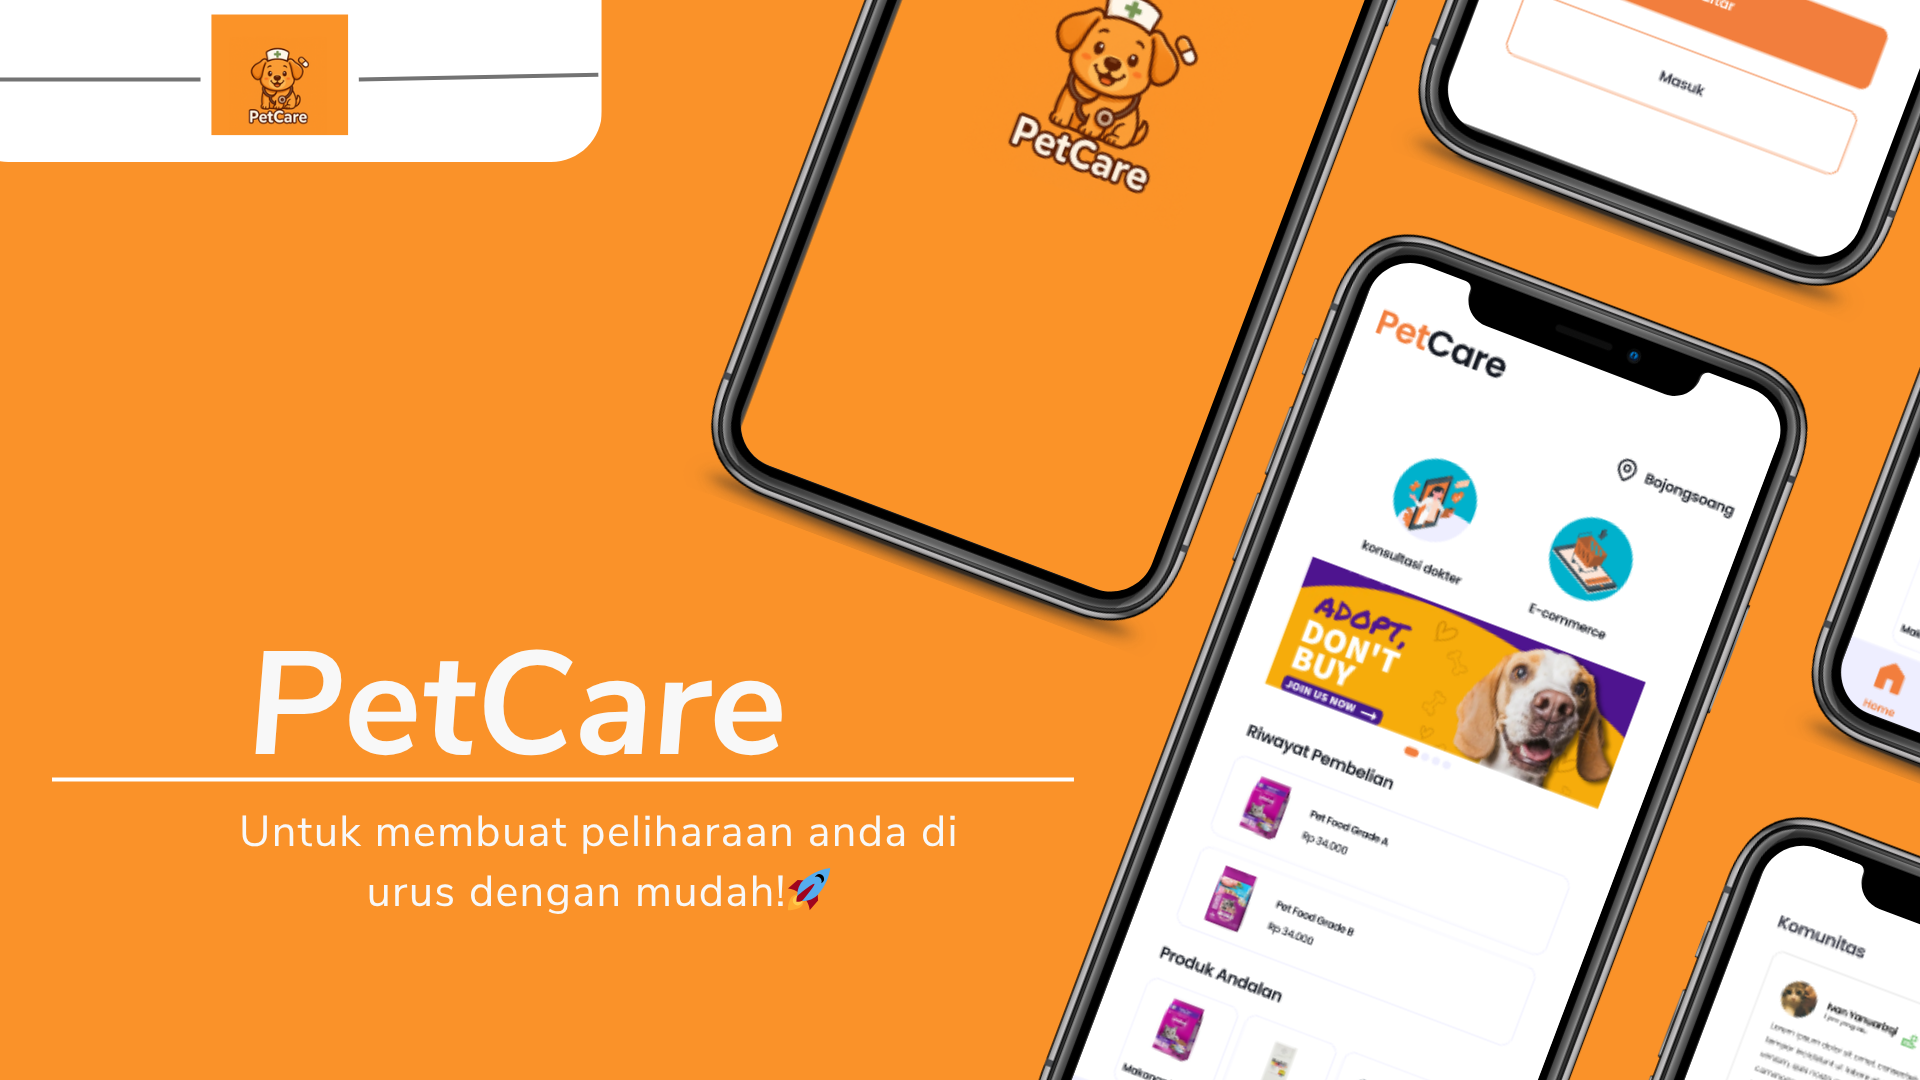 PetCare
PetCare
Masuk
PetCare
Bojongsoang
konsultasi dokter
E-commerce
ADOPT,
DON'T
BUY
JOIN US NOW
Riwayat Pembelian
Pet Food Grade A
Rp 34.000
Pet Food Grade B
Rp 34.000
Produk Andalan
Home
Komunitas
PetCare
Untuk membuat peliharaan anda di
urus dengan mudah!🚀